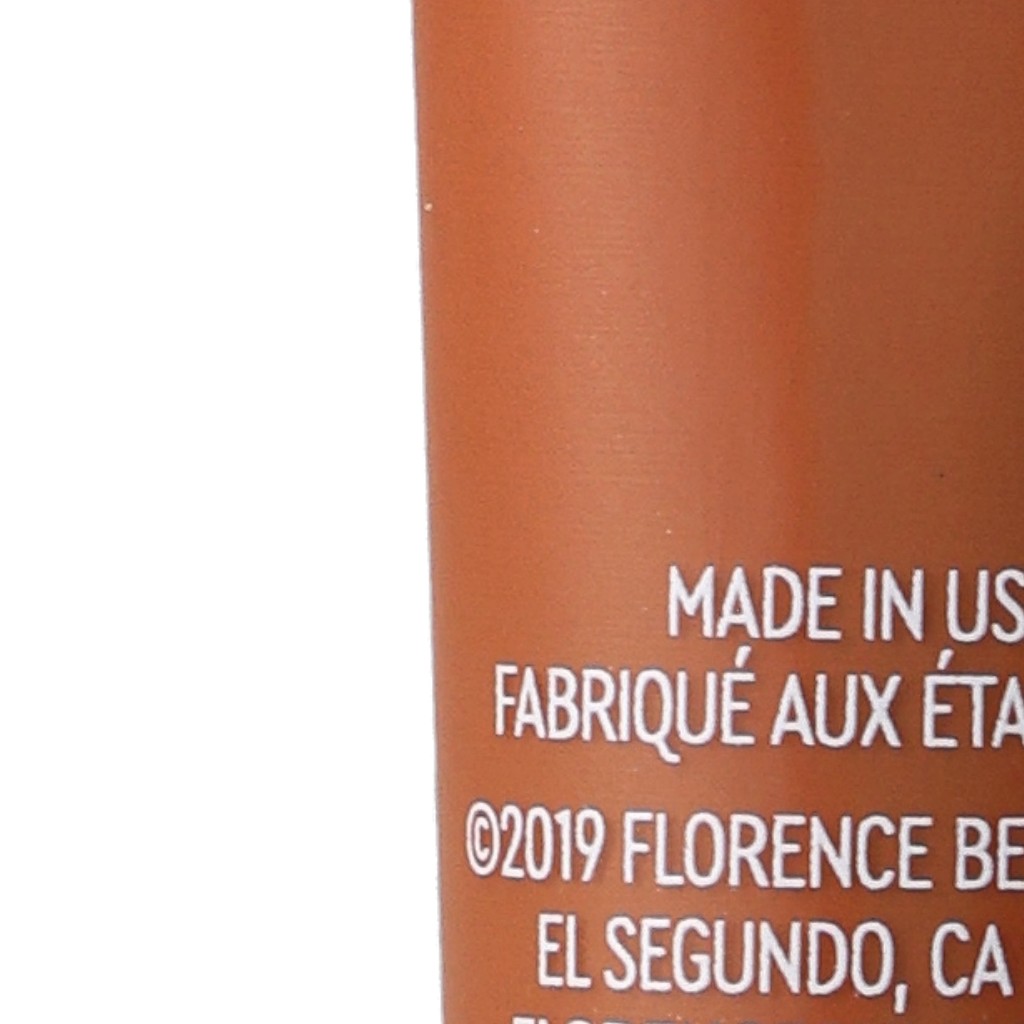 MADE IN US
FABRIQUÉ AUX ÉTA
©2019 FLORENCE BE
EL SEGUNDO, CA